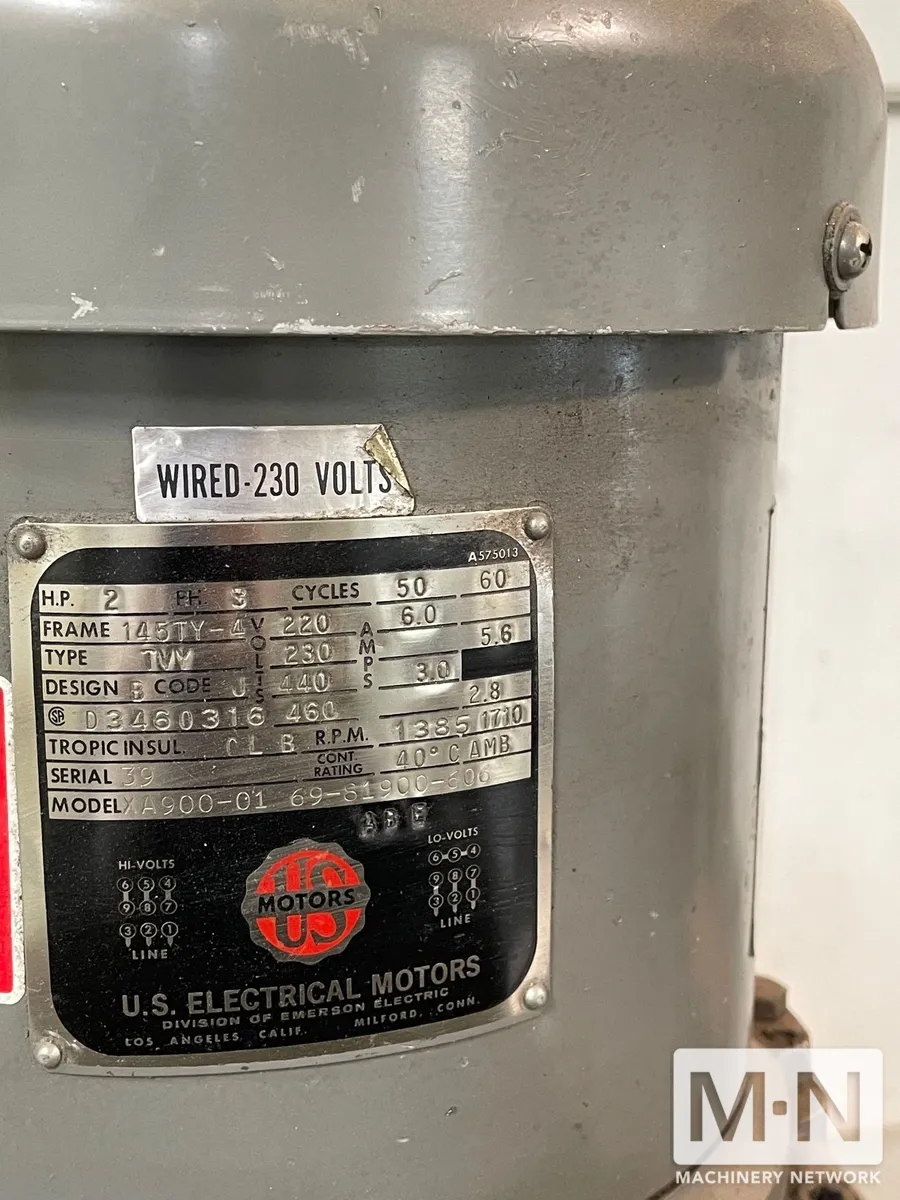 WIRED-230 VOLTS
A575013
H.P. 2 PH. 3 CYCLES 50 60
FRAME 145TY-4 VOLTS 220 AMPS 6.0
TYPE 230 5.6
DESIGN B CODE J 440 3.0
SA D3460316 460 2.8
TROPIC INSUL. CL B R.P.M. 1385 1710
SERIAL 39 CONT. RATING 40°C AMB
MODEL XA900-01 69-81900-606
HI-VOLTS LO-VOLTS
6 5 4 6 5 4
9 8 7 9 8 7
3 2 1 3 2 1
LINE LINE
US MOTORS
U.S. ELECTRICAL MOTORS
DIVISION OF EMERSON ELECTRIC
LOS ANGELES, CALIF. MILFORD, CONN.
M·N
MACHINERY NETWORK